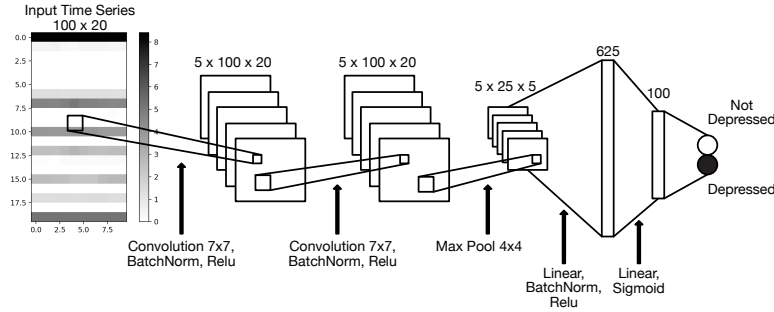 Input Time Series
100 x 20
0.0
2.5
5.0
7.5
10.0
12.5
15.0
17.5
0.0
2.5
5.0
7.5
8
7
6
5
4
3
2
1
0
5 x 100 x 20
5 x 100 x 20
5 x 25 x 5
625
100
Not
Depressed
Depressed
Convolution 7x7,
BatchNorm, Relu
Convolution 7x7,
BatchNorm, Relu
Max Pool 4x4
Linear,
BatchNorm,
Relu
Linear,
Sigmoid